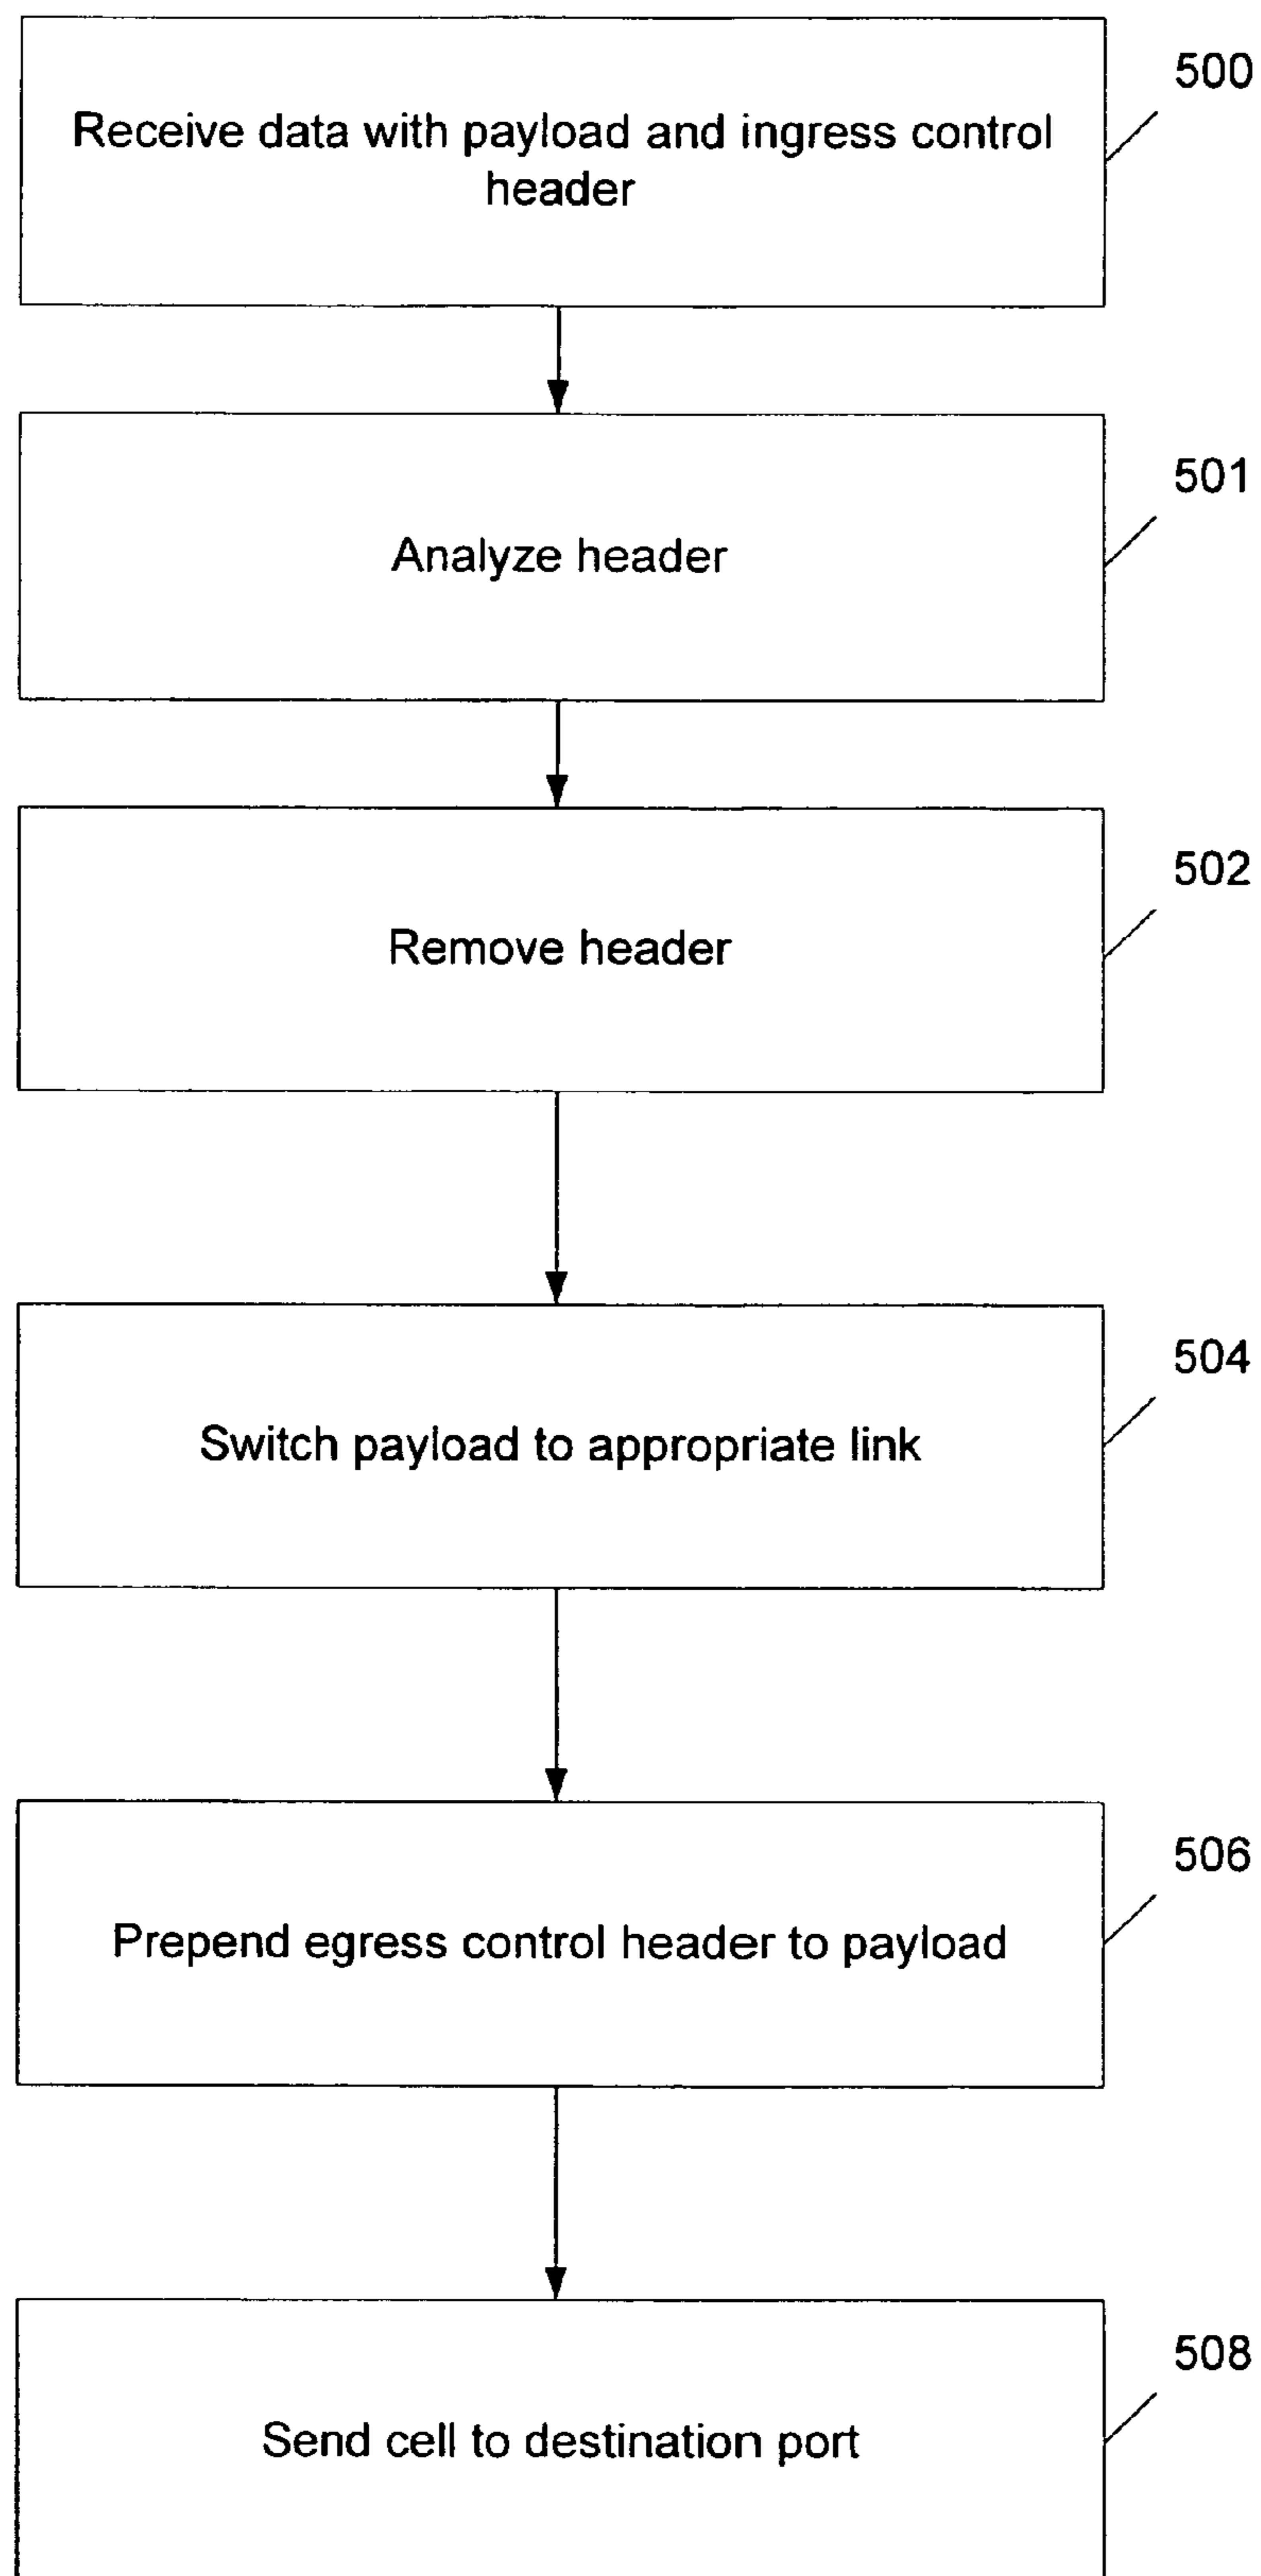 500
Receive data with payload and ingress control
header
501
Analyze header
502
Remove header
504
Switch payload to appropriate link
506
Prepend egress control header to payload
508
Send cell to destination port